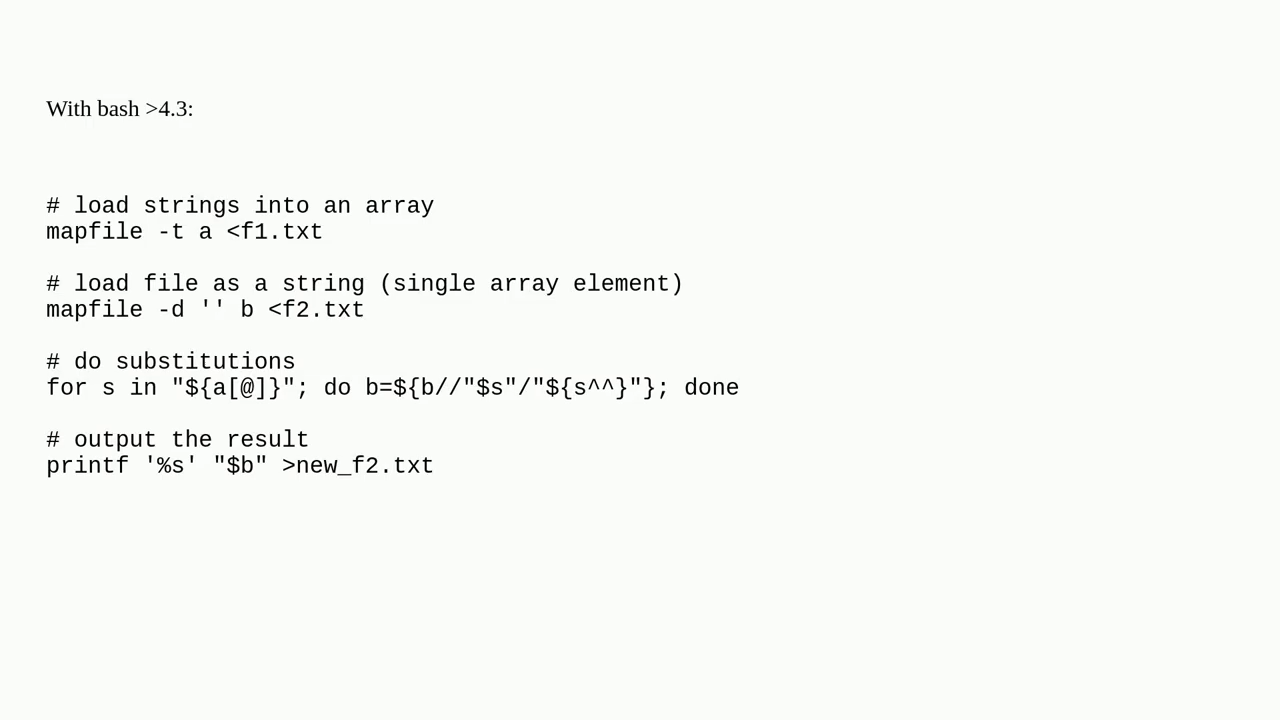 With bash >4.3:
# load strings into an array
mapfile -t a <f1.txt
# load file as a string (single array element)
mapfile -d '' b <f2.txt
# do substitutions
for s in "${a[@]}"; do b=${b//"$s"/"${s^^}"}; done
# output the result
printf '%s' "$b" >new_f2.txt